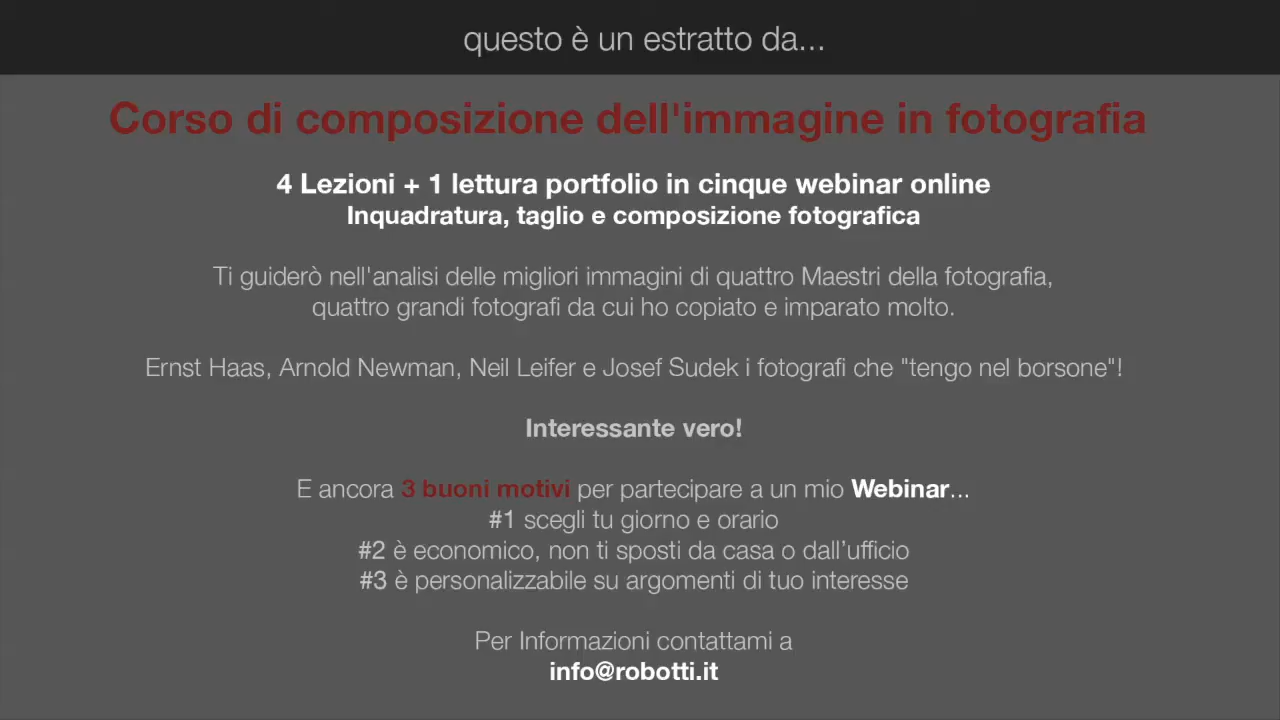 questo è un estratto da...
Corso di composizione dell'immagine in fotografia
4 Lezioni + 1 lettura portfolio in cinque webinar online
Inquadratura, taglio e composizione fotografica
Ti guiderò nell'analisi delle migliori immagini di quattro Maestri della fotografia,
quattro grandi fotografi da cui ho copiato e imparato molto.
Ernst Haas, Arnold Newman, Neil Leifer e Josef Sudek i fotografi che "tengo nel borsone"!
Interessante vero!
E ancora 3 buoni motivi per partecipare a un mio Webinar...
#1 scegli tu giorno e orario
#2 è economico, non ti sposti da casa o dall’ufficio
#3 è personalizzabile su argomenti di tuo interesse
Per Informazioni contattami a
info@robotti.it